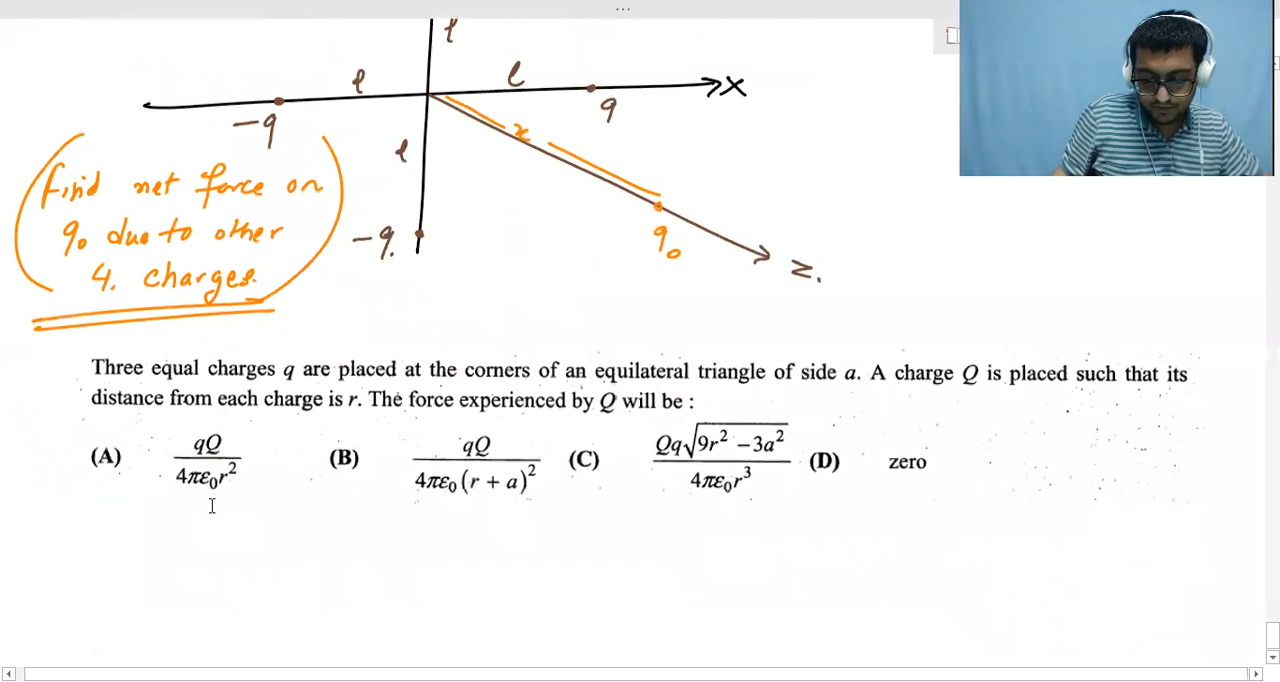 ...
l
l
l
X
-q
q
x
l
find net force on
q₀ due to other
4. charges.
-q.
q₀
z.
Three equal charges q are placed at the corners of an equilateral triangle of side a. A charge Q is placed such that its
distance from each charge is r. The force experienced by Q will be :
(A) qQ / 4πε₀r² (B) qQ / 4πε₀(r + a)² (C) Qq√(9r² − 3a²) / 4πε₀r³ (D) zero